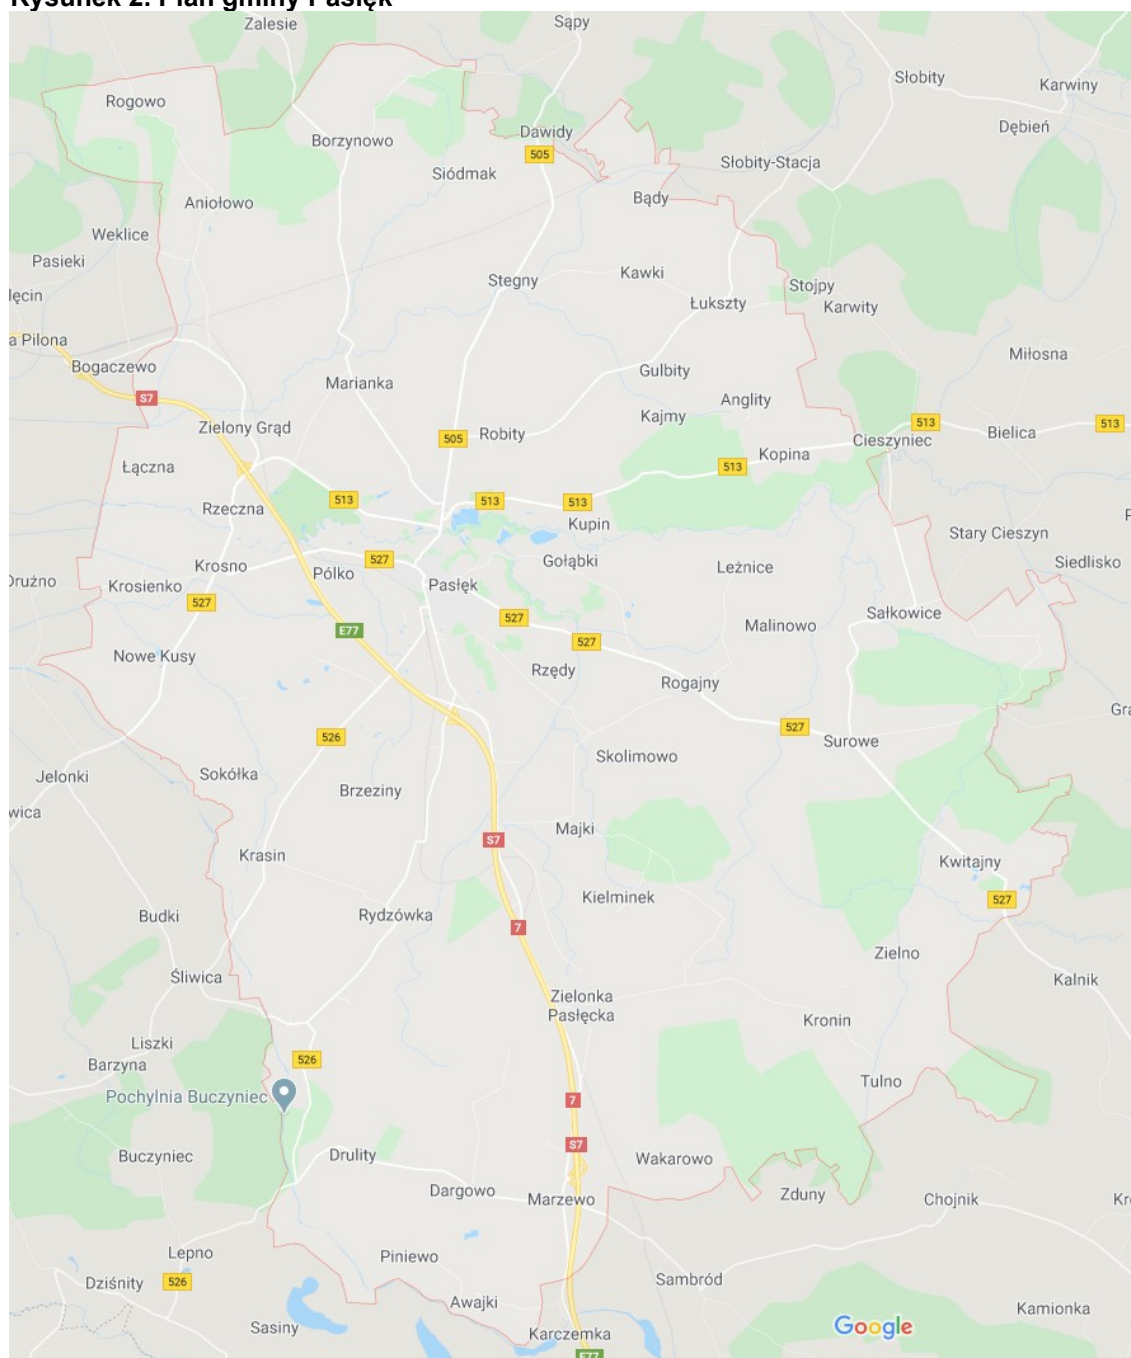 Rysunek 2. Plan gminy Pasłęk
Zalesie
Sąpy
Słobity
Karwiny
Rogowo
Dębień
Borzynowo
Dawidy
505
Słobity-Stacja
Siódmak
Bądy
Aniołowo
Weklice
Pasieki
Kawki
Stegny
Stojpy
lęcin
Łukszty
Karwity
a Pilona
Miłosna
Bogaczewo
Gulbity
Marianka
S7
Anglity
Kajmy
Zielony Grąd
513
513
Bielica
505
Robity
Cieszyniec
Kopina
Łączna
513
513
513
513
Rzeczna
Kupin
Stary Cieszyn
Gołąbki
Siedlisko
527
Krosno
Leżnice
Pólko
Drużno
Krosienko
Pasłęk
527
Sałkowice
527
Malinowo
E77
527
Nowe Kusy
Rzędy
Rogajny
Gra
527
526
Surowe
Skolimowo
Sokółka
Jelonki
Brzeziny
wica
Majki
S7
Krasin
Kwitajny
Kielminek
527
Budki
Rydzówka
7
Zielno
Śliwica
Kalnik
Zielonka
Pasłęcka
Kronin
Liszki
526
Barzyna
Tulno
Pochylnia Buczyniec
7
S7
Buczyniec
Drulity
Wakarowo
Dargowo
Zduny
Marzewo
Chojnik
Kro
Lepno
Piniewo
Dziśnity
526
Sambród
Awajki
Kamionka
Sasiny
Google
Karczemka
E77